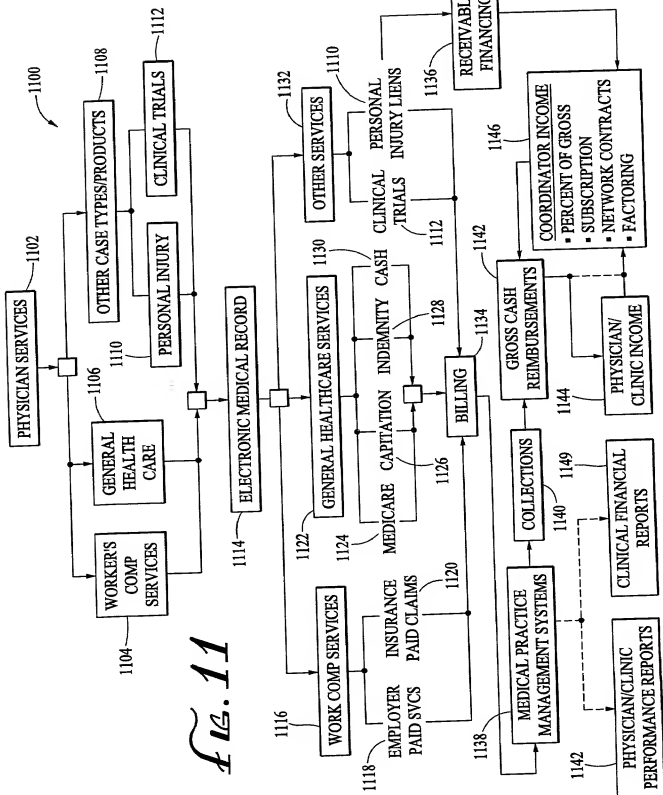 1100
PHYSICIAN SERVICES
1102
OTHER CASE TYPES/PRODUCTS
1108
WORKER'S
COMP
SERVICES
1104
GENERAL
HEALTH
CARE
1106
PERSONAL INJURY
1110
CLINICAL TRIALS
1112
ELECTRONIC MEDICAL RECORD
1114
WORK COMP SERVICES
1116
GENERAL HEALTHCARE SERVICES
1122
OTHER SERVICES
1132
EMPLOYER
PAID SVCS
1118
INSURANCE
PAID CLAIMS
1120
MEDICARE
1124
CAPITATION
1126
INDEMNITY
1128
CASH
1130
CLINICAL
TRIALS
1112
PERSONAL
INJURY LIENS
1110
RECEIVABLE
FINANCING
1136
BILLING
1134
MEDICAL PRACTICE
MANAGEMENT SYSTEMS
1138
COLLECTIONS
1140
GROSS CASH
REIMBURSEMENTS
1142
COORDINATOR INCOME
▪ PERCENT OF GROSS
▪ SUBSCRIPTION
▪ NETWORK CONTRACTS
▪ FACTORING
1146
PHYSICIAN/
CLINIC INCOME
1144
PHYSICIAN/CLINIC
PERFORMANCE REPORTS
1142
CLINICAL FINANCIAL
REPORTS
1149
FIG. 11